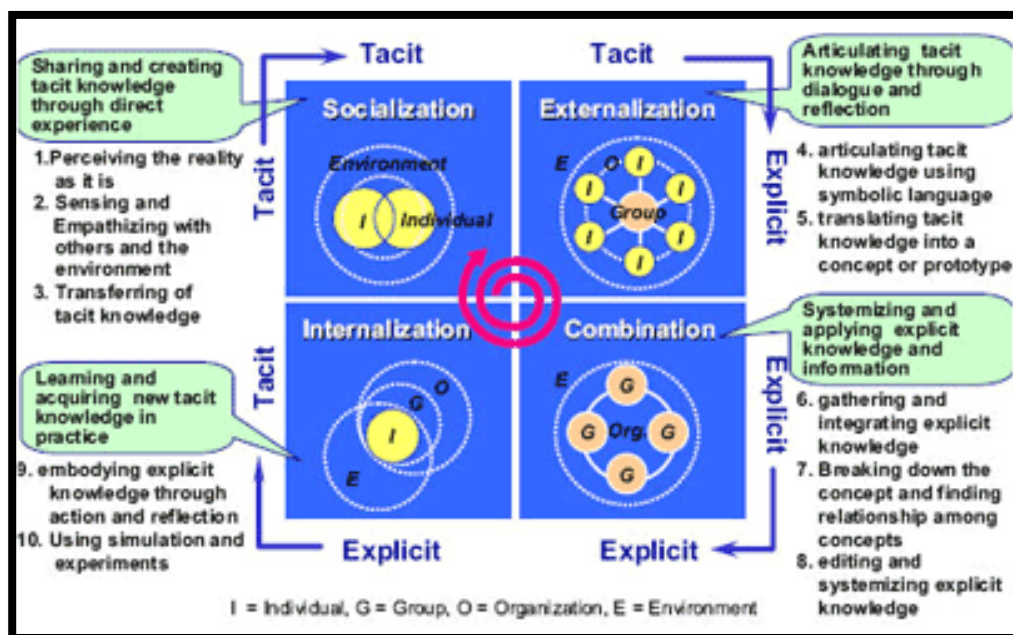 Tacit
Tacit
Sharing and creating
tacit knowledge
through direct
experience
1.Perceiving the reality
as it is
2. Sensing and
Empathizing with
others and the
environment
3. Transferring of
tacit knowledge
Tacit
Socialization
Environment
I
Individual
Externalization
E
O
I
I
I
Group
I
I
I
Explicit
Articulating tacit
knowledge through
dialogue and
reflection
4. articulating tacit
knowledge using
symbolic language
5. translating tacit
knowledge into a
concept or prototype
Learning and
acquiring new tacit
knowledge in
practice
9. embodying explicit
knowledge through
action and reflection
10. Using simulation and
experiments
Tacit
Internalization
O
G
I
E
Combination
E
G
G
Org.
G
G
Explicit
Systemizing and
applying explicit
knowledge and
information
6. gathering and
integrating explicit
knowledge
7. Breaking down the
concept and finding
relationship among
concepts
8. editing and
systemizing explicit
knowledge
Explicit
Explicit
I = Individual, G = Group, O = Organization, E = Environment